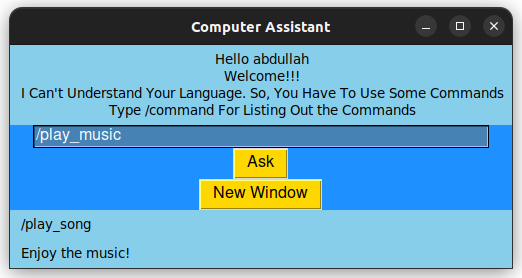 Computer Assistant
Hello abdullah
Welcome!!!
I Can't Understand Your Language. So, You Have To Use Some Commands
Type /command For Listing Out the Commands
/play_music
Ask
New Window
/play_song
Enjoy the music!